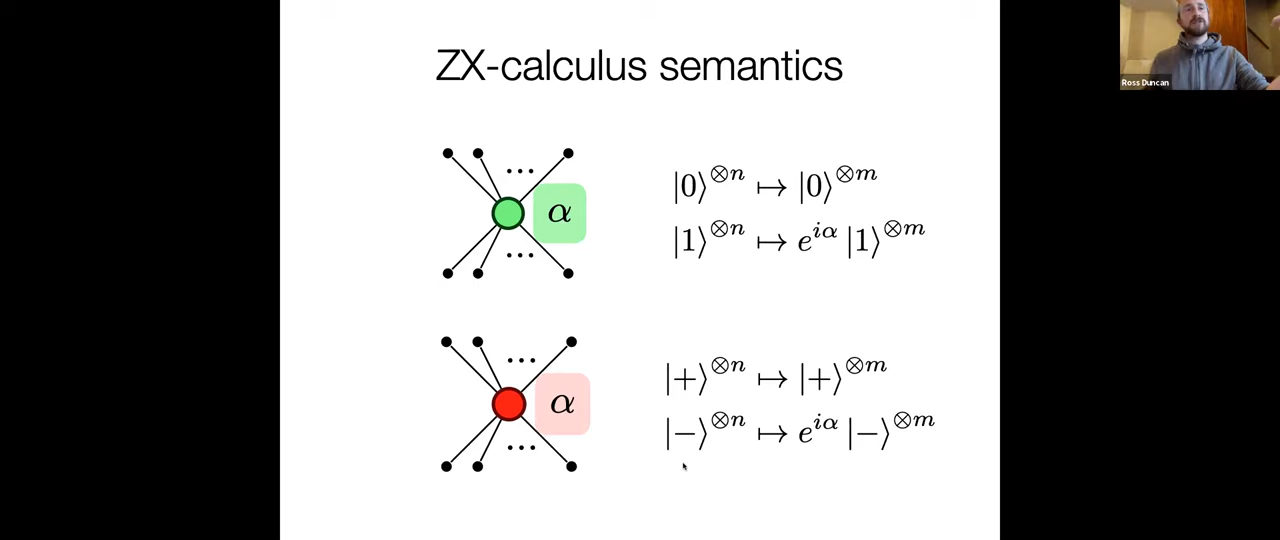 ZX-calculus semantics
Ross Duncan
...
α
...
|0⟩^{⊗n} ↦ |0⟩^{⊗m}
|1⟩^{⊗n} ↦ e^{iα} |1⟩^{⊗m}
...
α
...
|+⟩^{⊗n} ↦ |+⟩^{⊗m}
|−⟩^{⊗n} ↦ e^{iα} |−⟩^{⊗m}